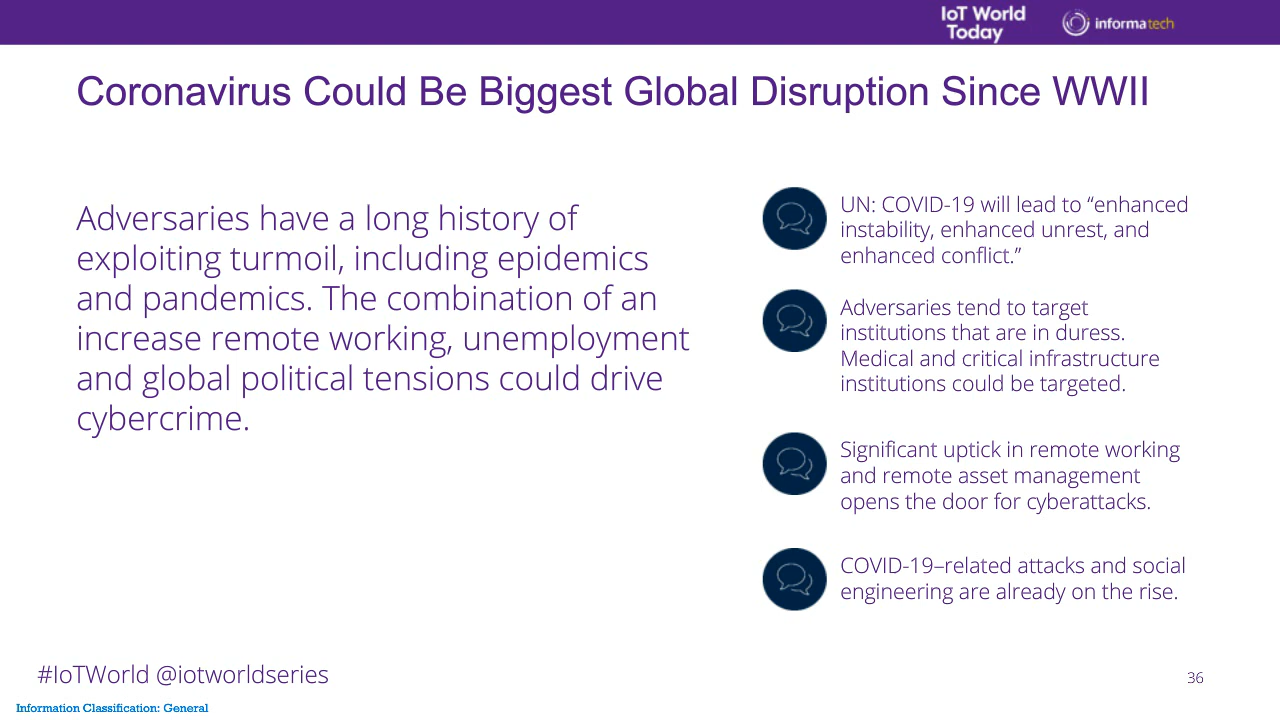 IoT World
Today
informatech
Coronavirus Could Be Biggest Global Disruption Since WWII
Adversaries have a long history of
exploiting turmoil, including epidemics
and pandemics. The combination of an
increase remote working, unemployment
and global political tensions could drive
cybercrime.
UN: COVID-19 will lead to “enhanced
instability, enhanced unrest, and
enhanced conflict.”
Adversaries tend to target
institutions that are in duress.
Medical and critical infrastructure
institutions could be targeted.
Significant uptick in remote working
and remote asset management
opens the door for cyberattacks.
COVID-19–related attacks and social
engineering are already on the rise.
#IoTWorld @iotworldseries
36
Information Classification: General